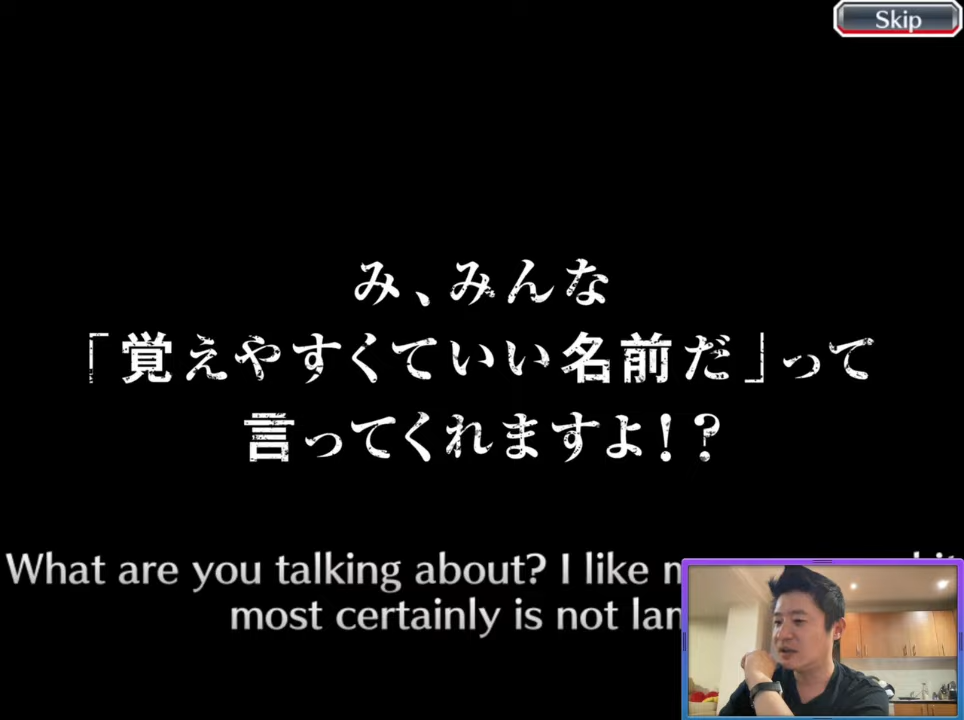 Skip
み、みんな
「覚えやすくていい名前だ」って
言ってくれますよ！？
What are you talking about? I like
most certainly is not